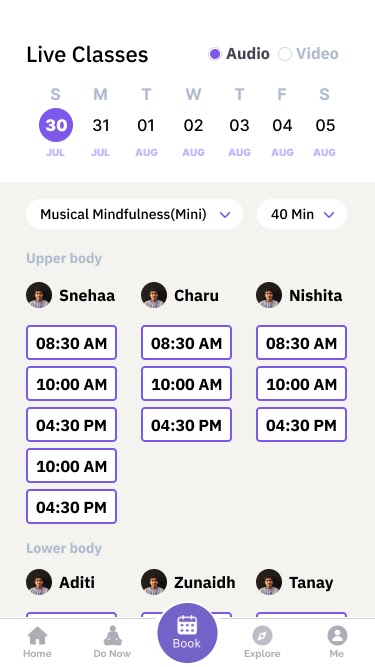 Live Classes
Audio Video
S M T W T F S
30 31 01 02 03 04 05
JUL JUL AUG AUG AUG AUG AUG
Musical Mindfulness(Mini) 40 Min
Upper body
Snehaa Charu Nishita
08:30 AM 08:30 AM 08:30 AM
10:00 AM 10:00 AM 10:00 AM
04:30 PM 04:30 PM 04:30 PM
10:00 AM
04:30 PM
Lower body
Aditi Zunaidh Tanay
Home Do Now Book Explore Me